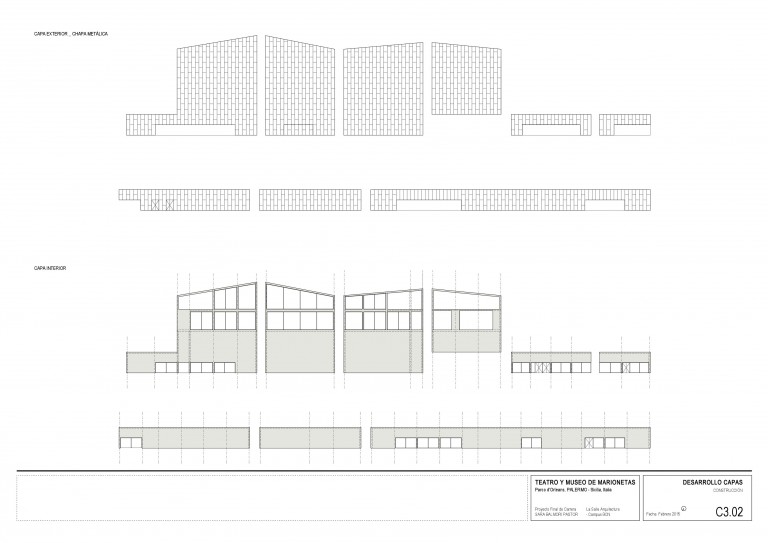 CAPA EXTERIOR _ CHAPA METÁLICA
CAPA INTERIOR
TEATRO Y MUSEO DE MARIONETAS
Parco d'Orleans, PALERMO - Sicilia, Italia
Proyecto Final de Carrera La Salle Arquitectura
SARA BALMORI PASTOR Campus BCN
DESARROLLO CAPAS
CONSTRUCCIÓN
Fecha: Febrero 2016
C3.02